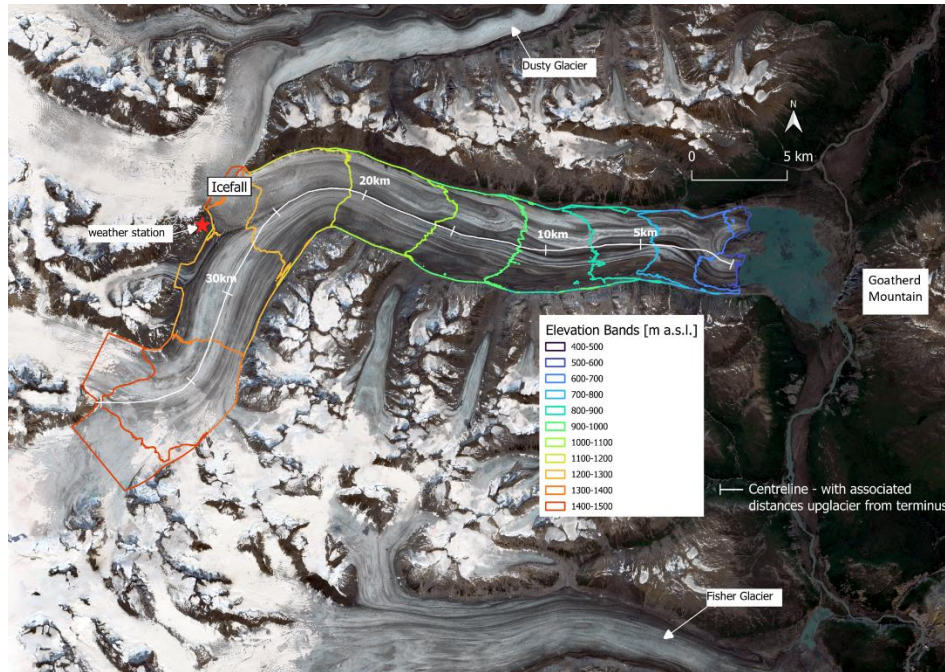 Dusty Glacier
N
0
5 km
Icefall
20km
weather station
10km
5km
30km
Goatherd
Mountain
Elevation Bands [m a.s.l.]
400-500
500-600
600-700
700-800
800-900
900-1000
1000-1100
1100-1200
1200-1300
1300-1400
1400-1500
Centreline - with associated
distances upglacier from terminus
Fisher Glacier